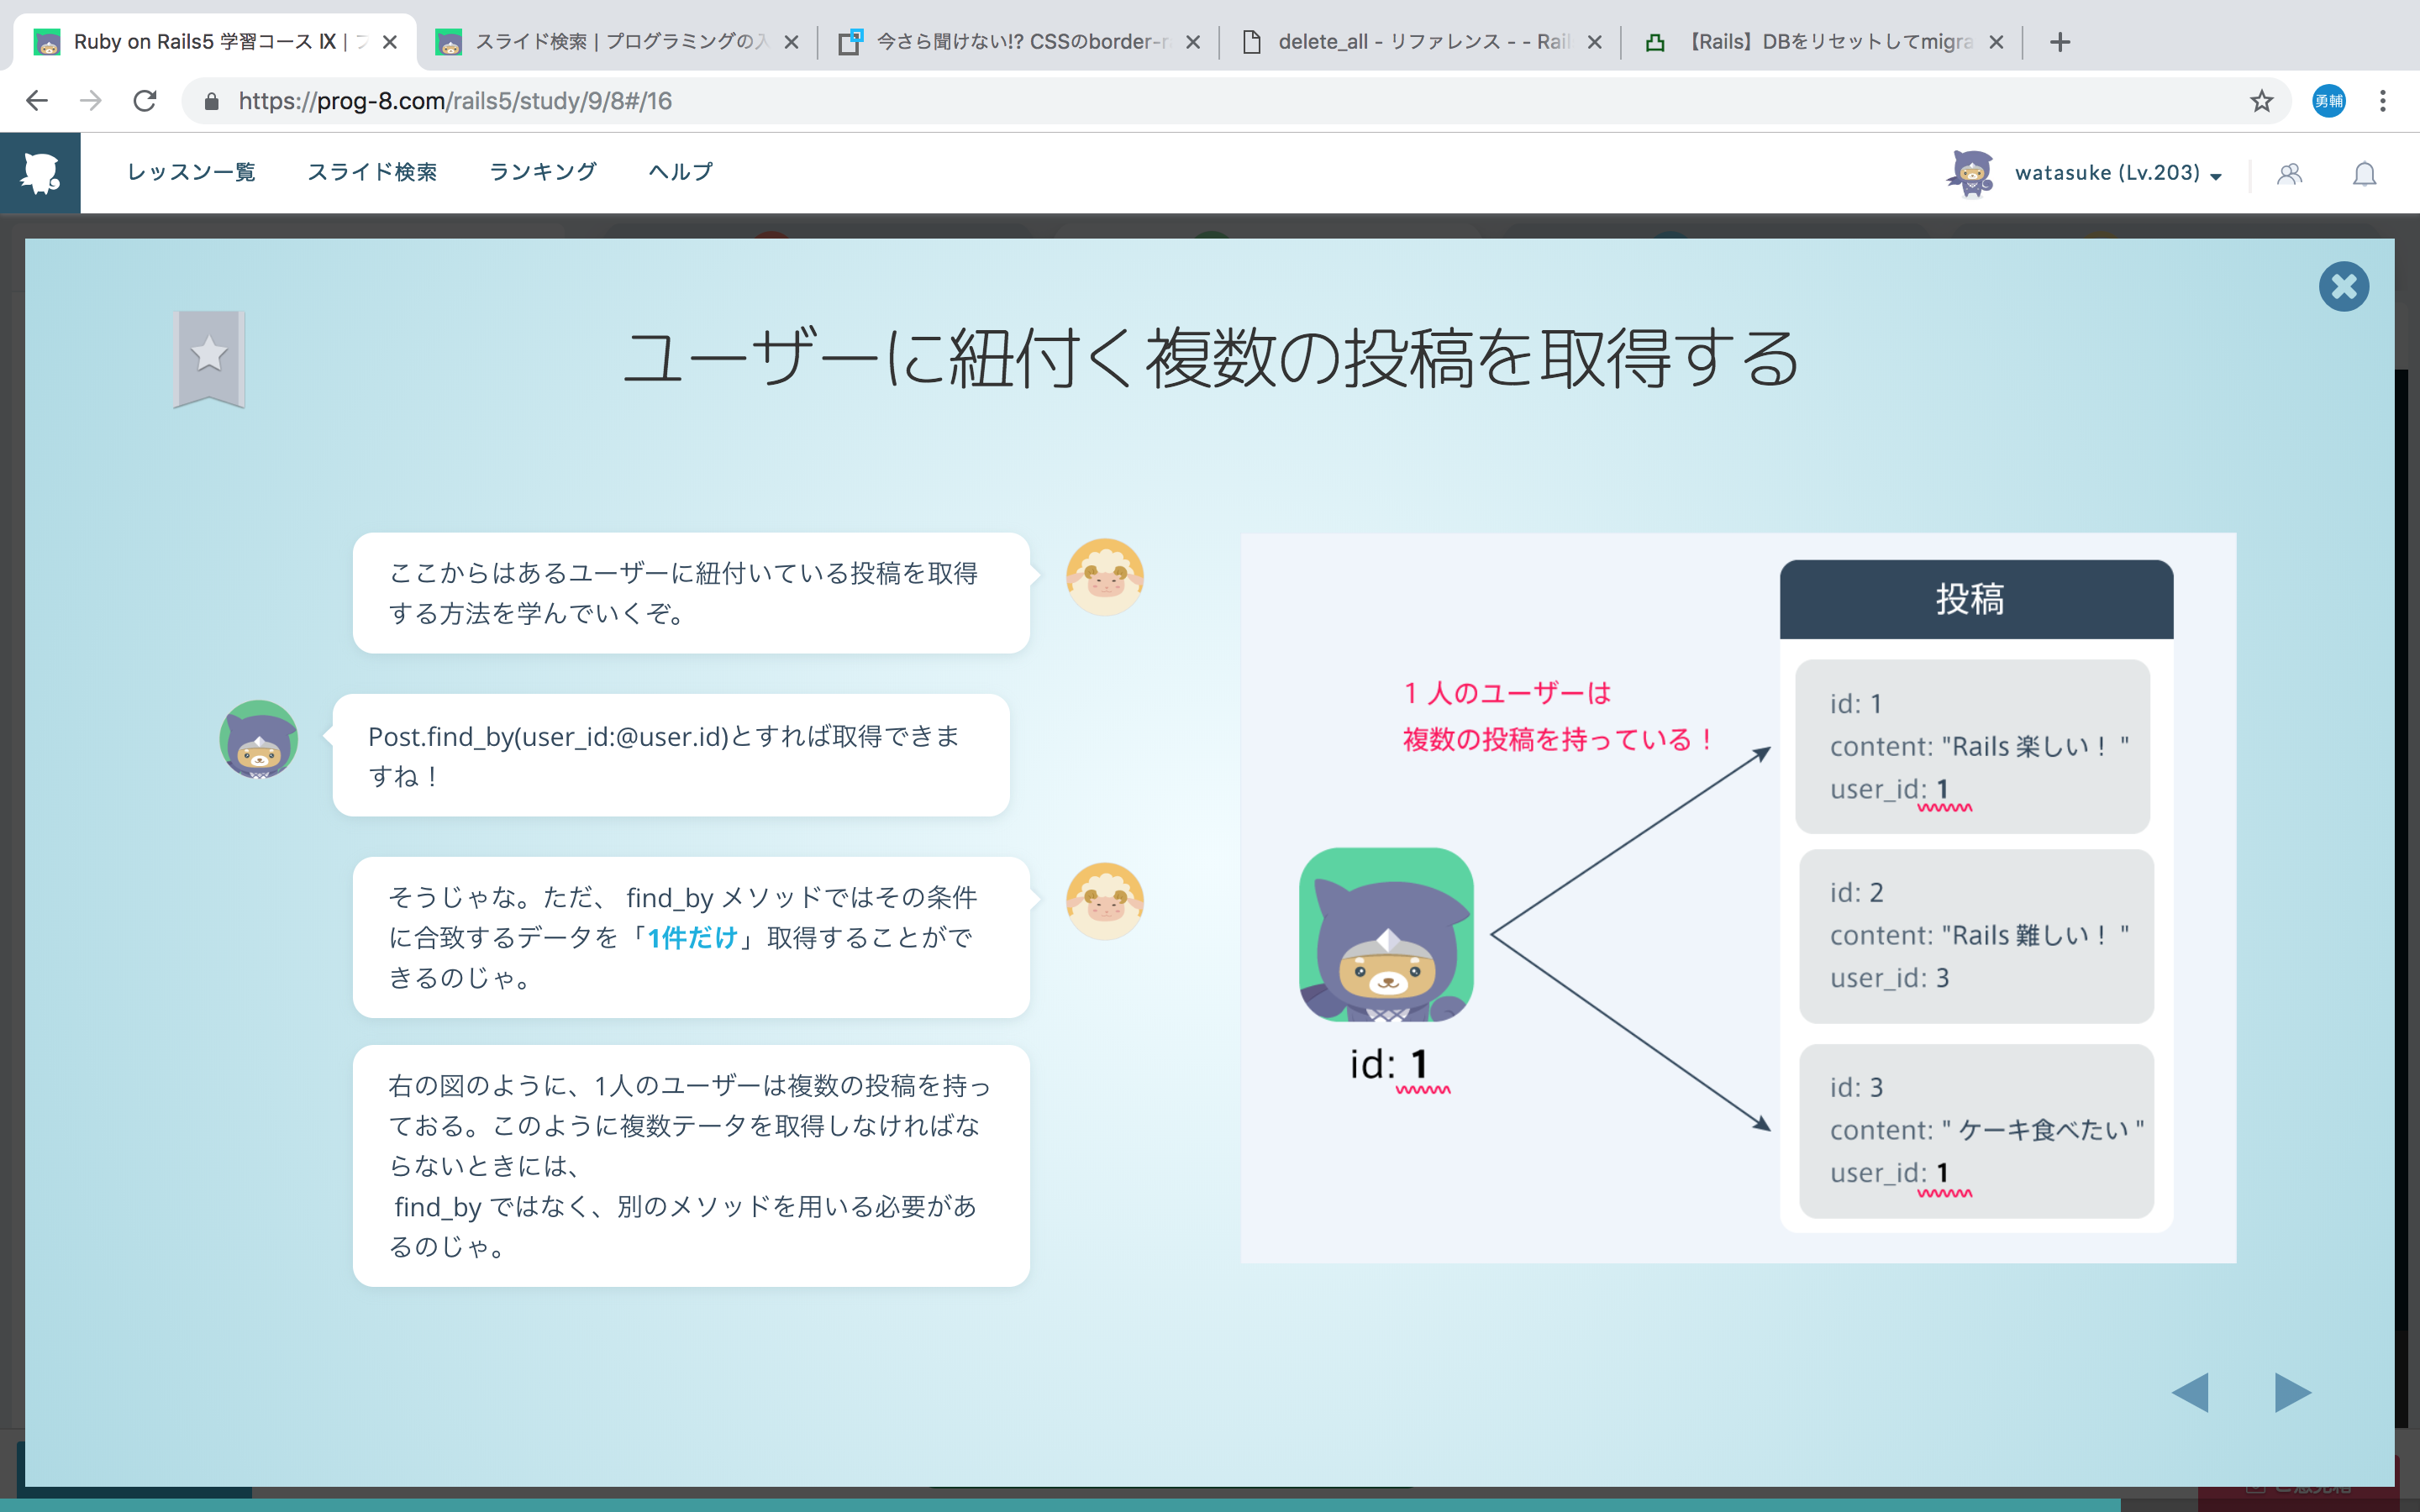 Ruby on Rails5 学習コース Ⅸ | プ
スライド検索 | プログラミングの入
今さら聞けない!? CSSのborder-r
delete_all - リファレンス - - Rail
【Rails】DBをリセットしてmigra
https://prog-8.com/rails5/study/9/8#/16
勇輔
レッスン一覧
スライド検索
ランキング
ヘルプ
watasuke (Lv.203)
ユーザーに紐付く複数の投稿を取得する
ここからはあるユーザーに紐付いている投稿を取得
する方法を学んでいくぞ。
Post.find_by(user_id:@user.id)とすれば取得できま
すね！
そうじゃな。ただ、 find_by メソッドではその条件
に合致するデータを「1件だけ」取得することがで
きるのじゃ。
右の図のように、1人のユーザーは複数の投稿を持っ
ておる。このように複数データを取得しなければな
らないときには、
find_by ではなく、別のメソッドを用いる必要があ
るのじゃ。
1 人のユーザーは
複数の投稿を持っている！
id: 1
投稿
id: 1
content: "Rails 楽しい！ "
user_id: 1
id: 2
content: "Rails 難しい！ "
user_id: 3
id: 3
content: " ケーキ食べたい "
user_id: 1